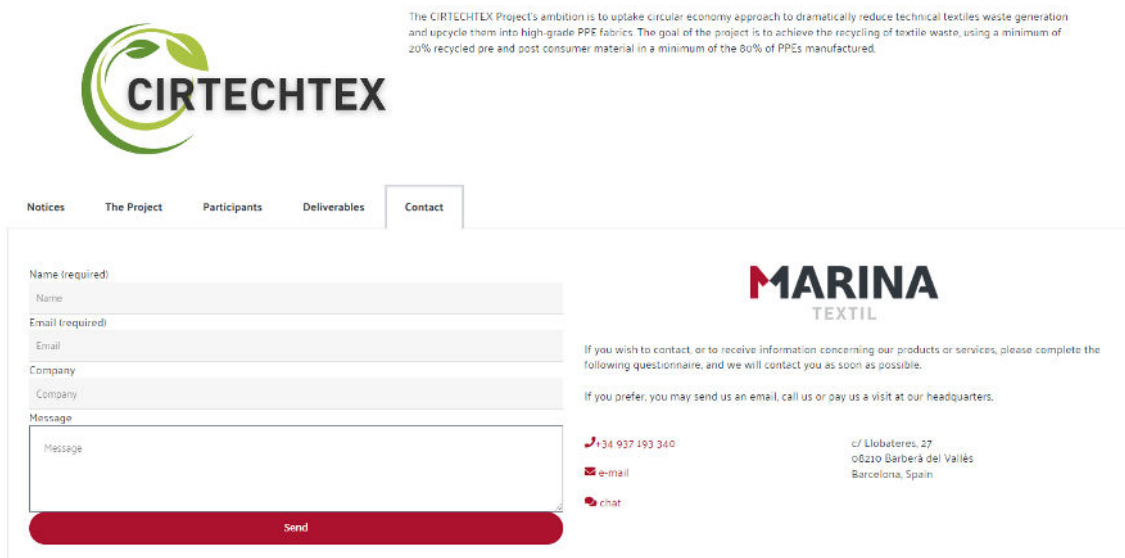 The CIRTECHTEX Project's ambition is to uptake circular economy approach to dramatically reduce technical textiles waste generation
and upcycle them into high-grade PPE fabrics. The goal of the project is to achieve the recycling of textile waste, using a minimum of
20% recycled pre and post consumer material in a minimum of the 80% of PPEs manufactured.
CIRTECHTEX
Notices The Project Participants Deliverables Contact
Name (required)
Name
Email (required)
Email
Company
Company
Message
Message
Send
MARINA
TEXTIL
If you wish to contact, or to receive information concerning our products or services, please complete the
following questionnaire, and we will contact you as soon as possible.
If you prefer, you may send us an email, call us or pay us a visit at our headquarters.
+34 937 193 340
e-mail
chat
c/ Llobateres, 27
08210 Barberà del Vallès
Barcelona, Spain